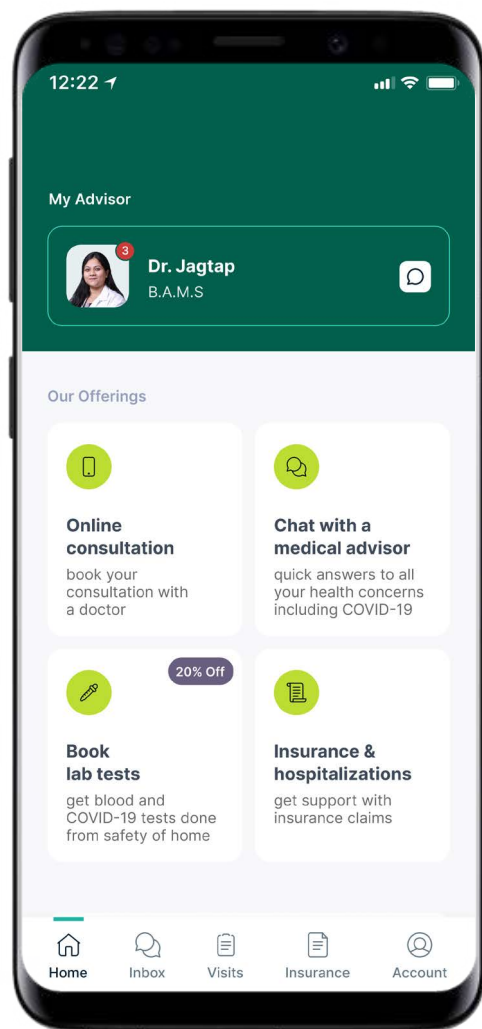 12:22
My Advisor
3
Dr. Jagtap
B.A.M.S
Our Offerings
Online
consultation
book your
consultation with
a doctor
Chat with a
medical advisor
quick answers to all
your health concerns
including COVID-19
20% Off
Book
lab tests
get blood and
COVID-19 tests done
from safety of home
Insurance &
hospitalizations
get support with
insurance claims
Home Inbox Visits Insurance Account